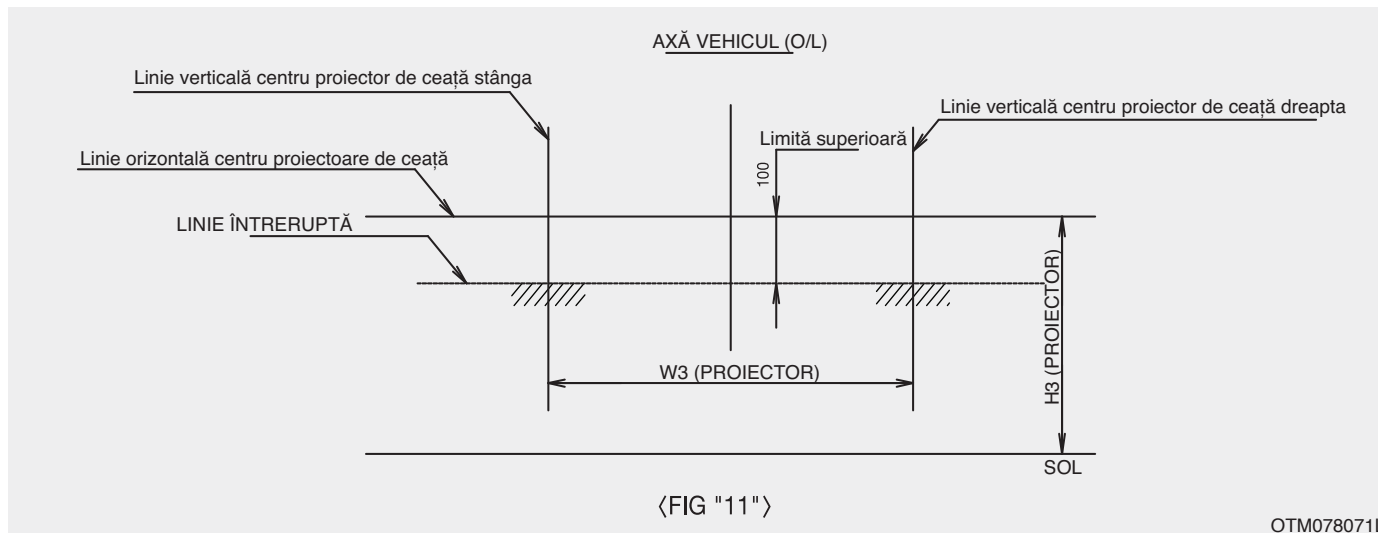 AXĂ VEHICUL (O/L)
Linie verticală centru proiector de ceață stânga
Linie verticală centru proiector de ceață dreapta
Limită superioară
Linie orizontală centru proiectoare de ceață
100
LINIE ÎNTRERUPTĂ
H3 (PROIECTOR)
W3 (PROIECTOR)
SOL
〈FIG "11"〉
OTM078071L